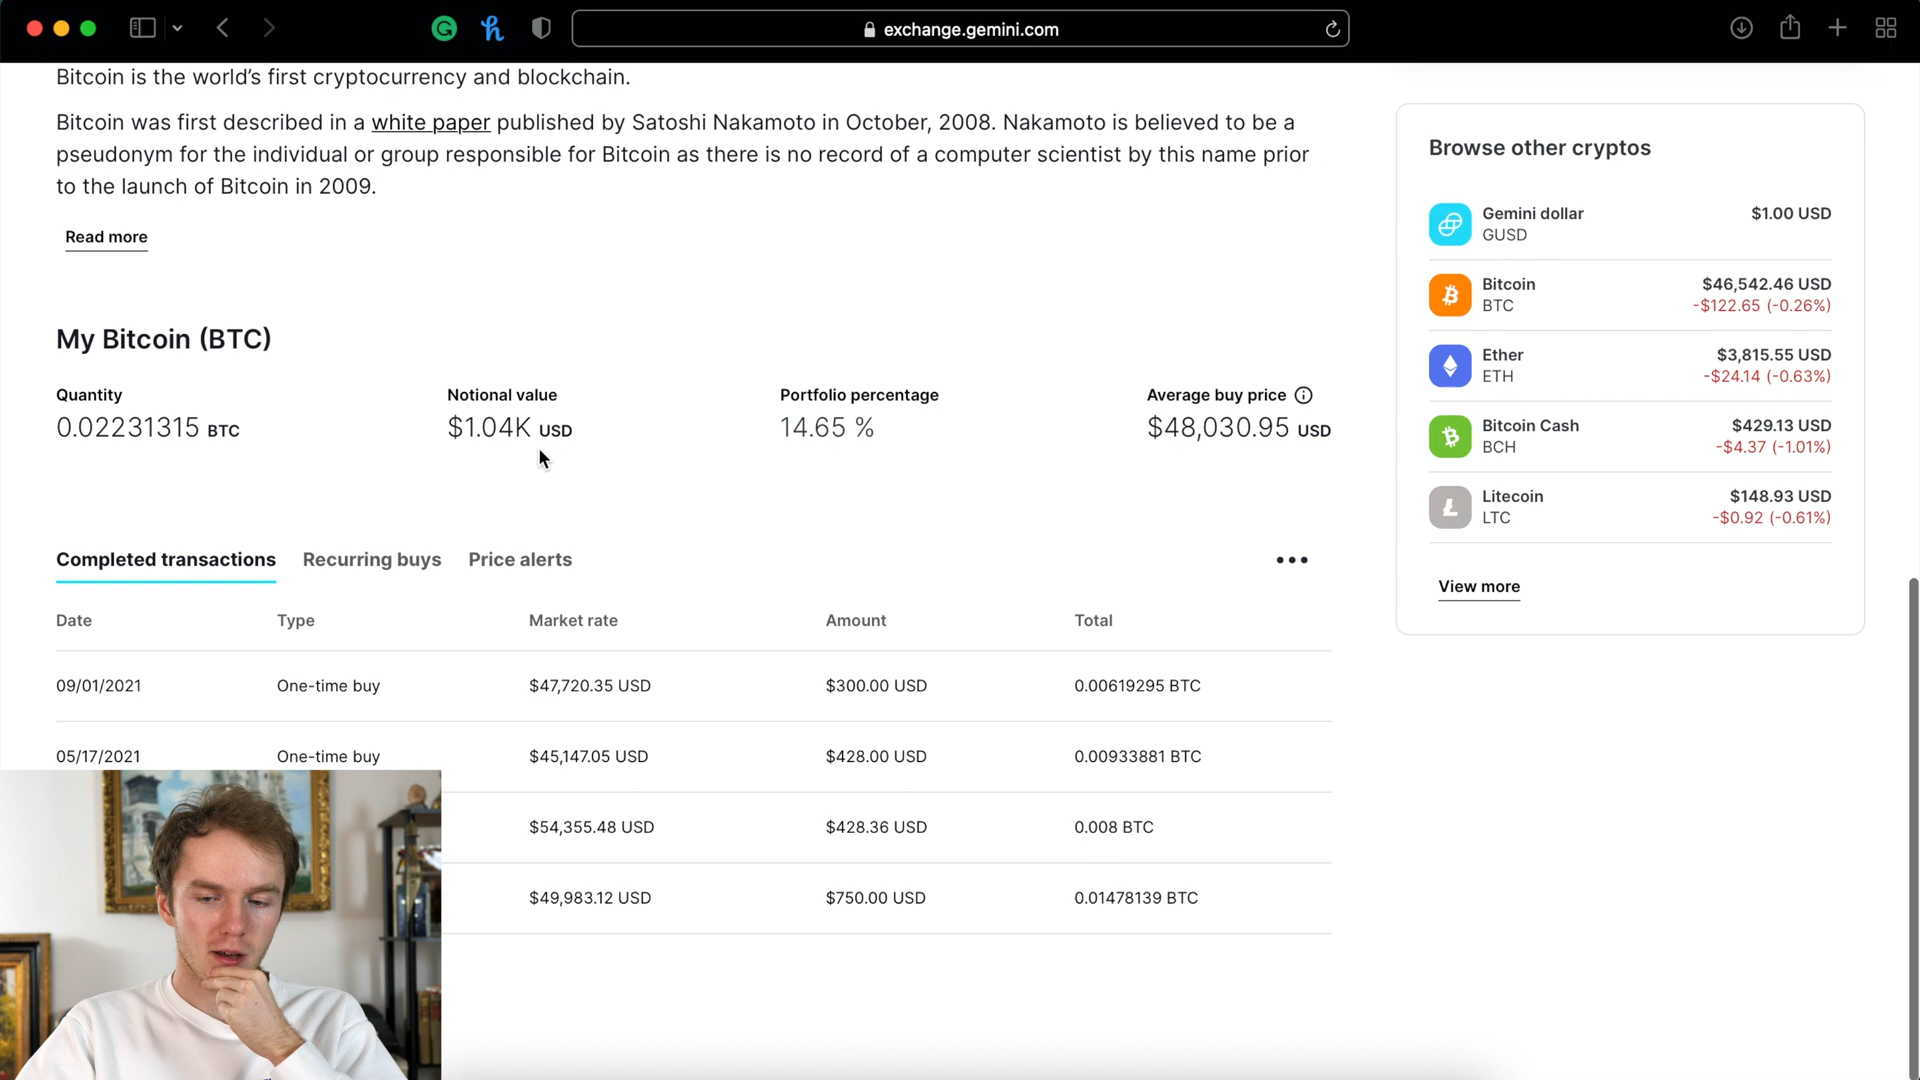 exchange.gemini.com
Bitcoin is the world's first cryptocurrency and blockchain.
Bitcoin was first described in a white paper published by Satoshi Nakamoto in October, 2008. Nakamoto is believed to be a
pseudonym for the individual or group responsible for Bitcoin as there is no record of a computer scientist by this name prior
to the launch of Bitcoin in 2009.
Read more
My Bitcoin (BTC)
Quantity Notional value Portfolio percentage Average buy price
0.02231315 BTC $1.04K USD 14.65 % $48,030.95 USD
Completed transactions Recurring buys Price alerts
Date Type Market rate Amount Total
09/01/2021 One-time buy $47,720.35 USD $300.00 USD 0.00619295 BTC
05/17/2021 One-time buy $45,147.05 USD $428.00 USD 0.00933881 BTC
$54,355.48 USD $428.36 USD 0.008 BTC
$49,983.12 USD $750.00 USD 0.01478139 BTC
Browse other cryptos
Gemini dollar $1.00 USD
GUSD
Bitcoin $46,542.46 USD
BTC -$122.65 (-0.26%)
Ether $3,815.55 USD
ETH -$24.14 (-0.63%)
Bitcoin Cash $429.13 USD
BCH -$4.37 (-1.01%)
Litecoin $148.93 USD
LTC -$0.92 (-0.61%)
View more